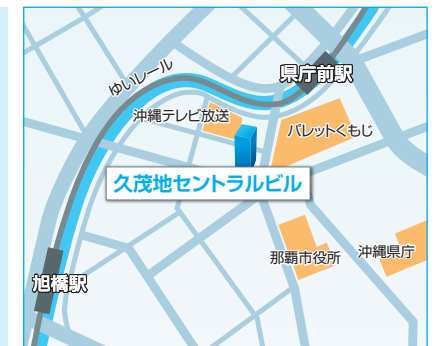 県庁前駅
ゆいレール
沖縄テレビ放送
パレットくもじ
久茂地セントラルビル
那覇市役所
沖縄県庁
旭橋駅